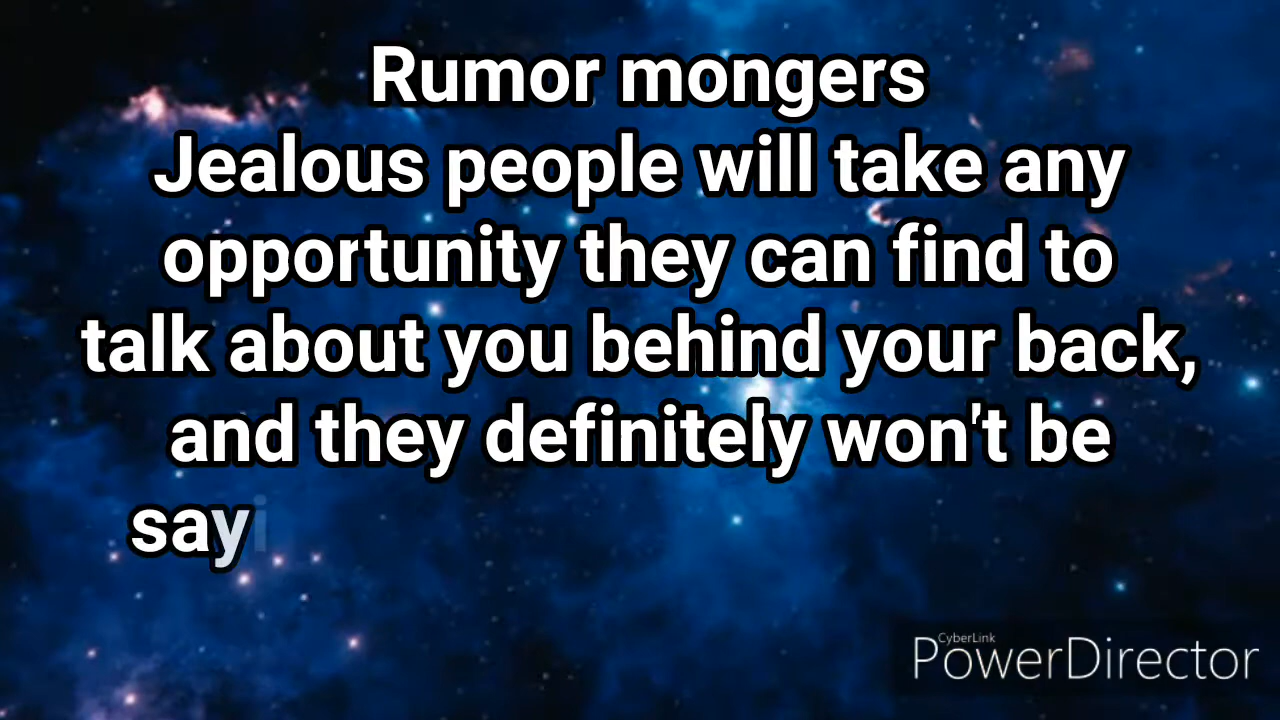 Rumor mongers
Jealous people will take any
opportunity they can find to
talk about you behind your back,
and they definitely won't be
sayi
CyberLink
PowerDirector